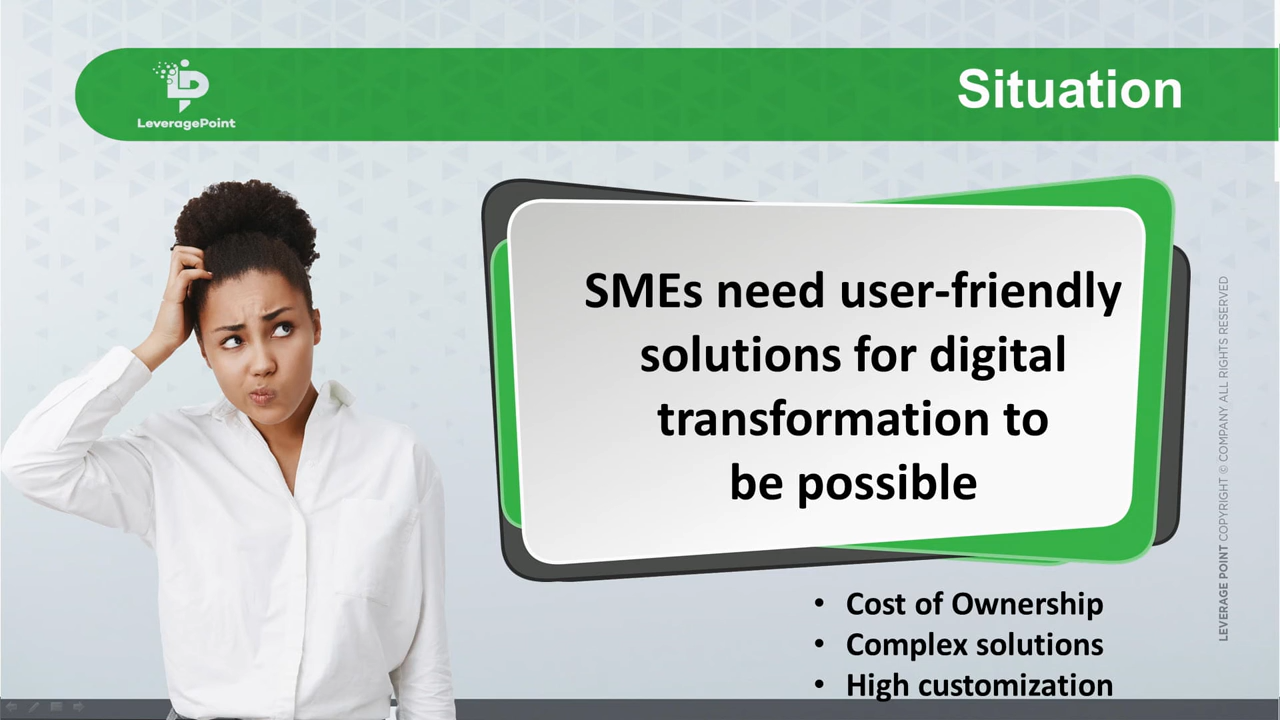 LeveragePoint
Situation
SMEs need user-friendly
solutions for digital
transformation to
be possible
• Cost of Ownership
• Complex solutions
• High customization
LEVERAGE POINT COPYRIGHT © COMPANY ALL RIGHTS RESERVED